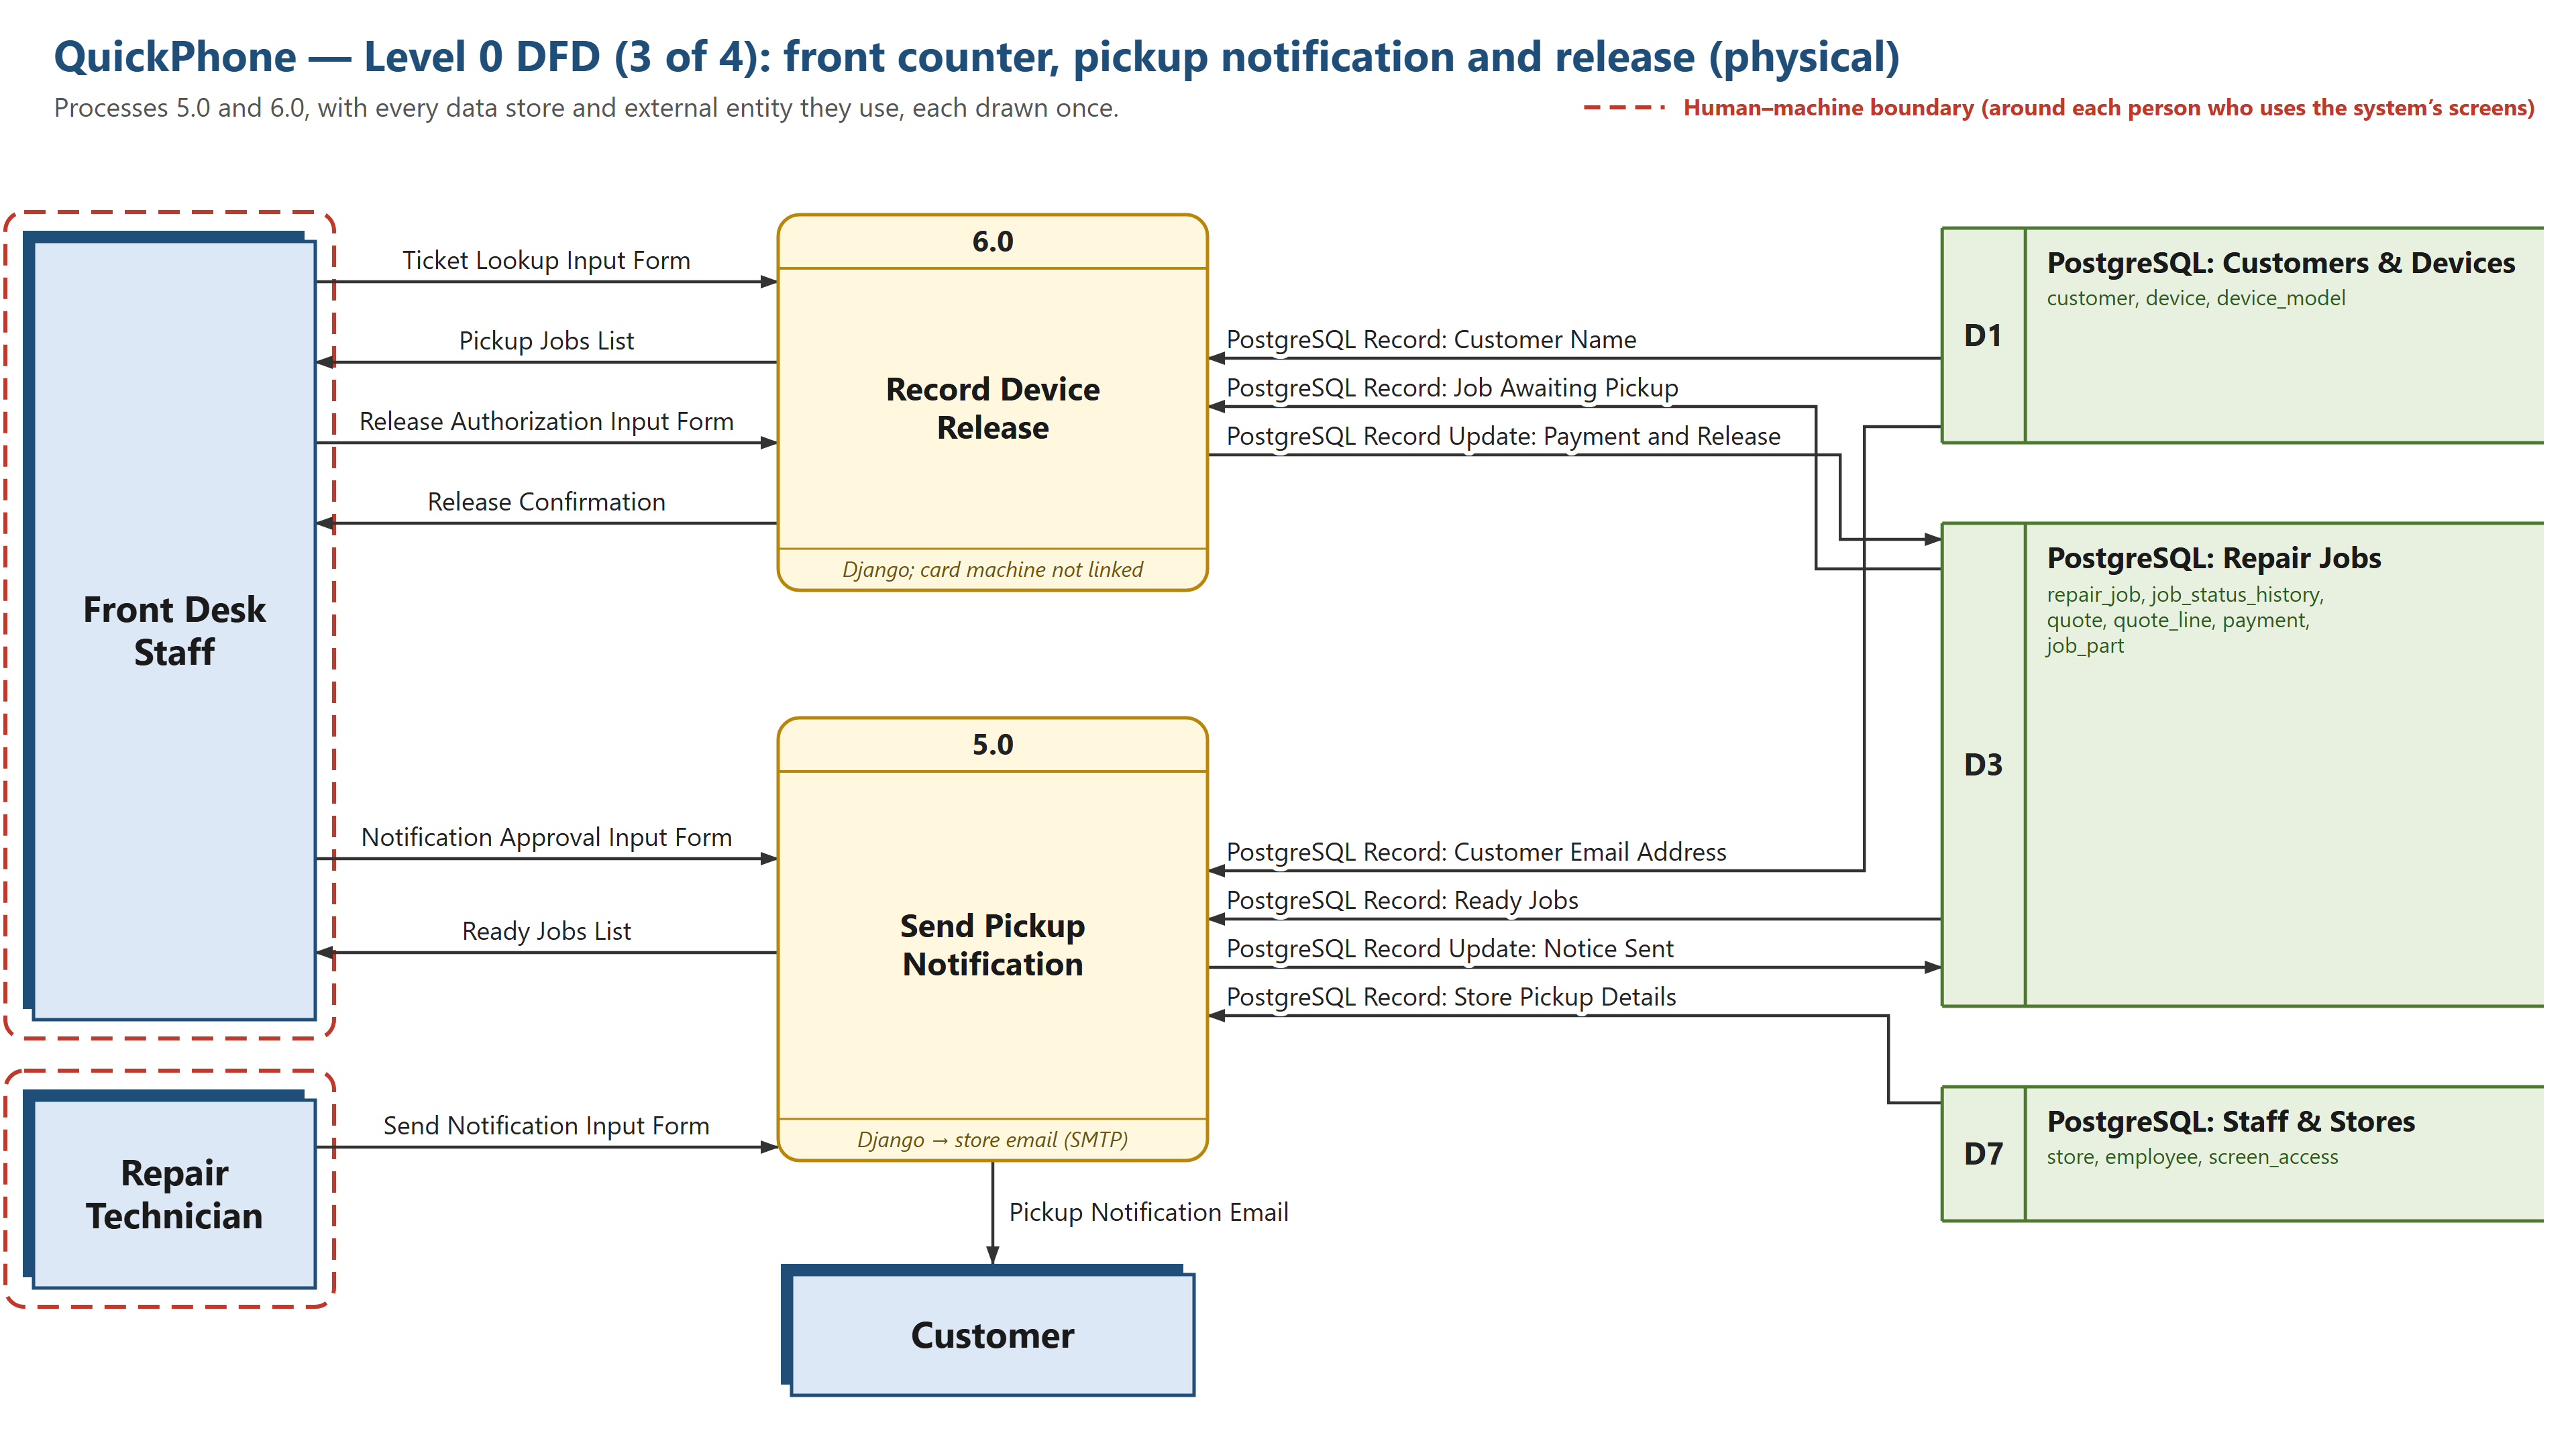 QuickPhone — Level 0 DFD (3 of 4): front counter, pickup notification and release (physical)
Processes 5.0 and 6.0, with every data store and external entity they use, each drawn once.
Human–machine boundary (around each person who uses the system’s screens)
Front Desk
Staff
Ticket Lookup Input Form
Pickup Jobs List
Release Authorization Input Form
Release Confirmation
6.0
Record Device
Release
Django; card machine not linked
PostgreSQL Record: Customer Name
PostgreSQL Record: Job Awaiting Pickup
PostgreSQL Record Update: Payment and Release
D1
PostgreSQL: Customers & Devices
customer, device, device_model
D3
PostgreSQL: Repair Jobs
repair_job, job_status_history,
quote, quote_line, payment,
job_part
Notification Approval Input Form
Ready Jobs List
5.0
Send Pickup
Notification
Django → store email (SMTP)
PostgreSQL Record: Customer Email Address
PostgreSQL Record: Ready Jobs
PostgreSQL Record Update: Notice Sent
PostgreSQL Record: Store Pickup Details
Repair
Technician
Send Notification Input Form
D7
PostgreSQL: Staff & Stores
store, employee, screen_access
Pickup Notification Email
Customer